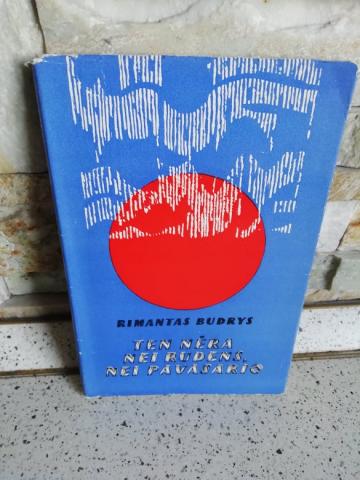 RIMANTAS BUDRYS
TEN NĖRA
NEI RUDENS,
NEI PAVASARIO